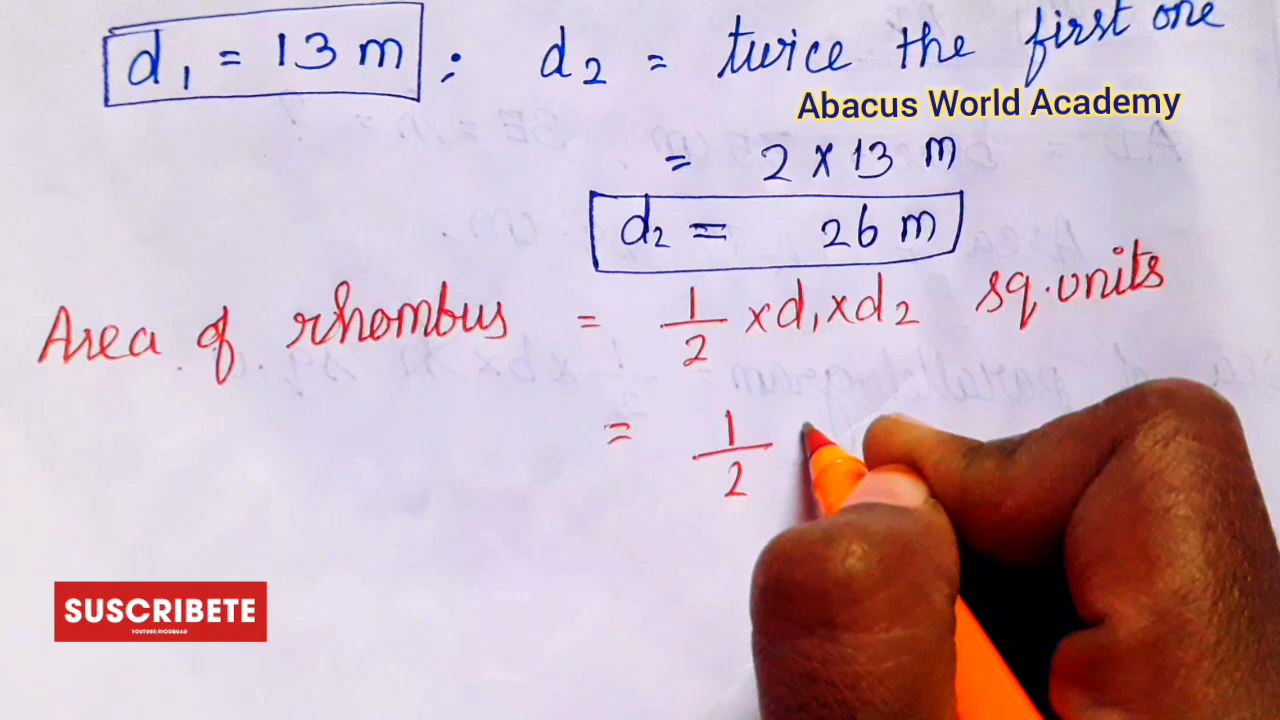 d1 = 13 m ; d2 = twice the first one
Abacus World Academy
= 2 x 13 m
d2 = 26 m
Area of rhombus = 1/2 x d1 x d2 sq. units
= 1/2
SUSCRIBETE